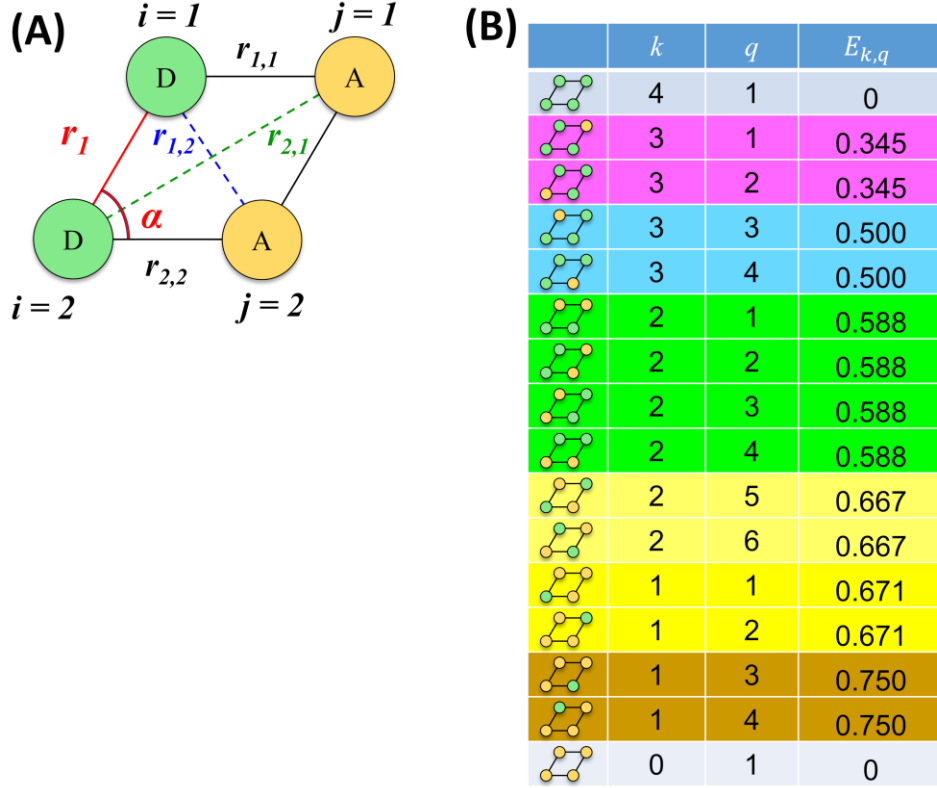 (A)
i = 1
j = 1
D
r1,1
A
r1
r1,2
r2,1
α
D
r2,2
A
i = 2
j = 2
(B)
k q Ek,q
4 1 0
3 1 0.345
3 2 0.345
3 3 0.500
3 4 0.500
2 1 0.588
2 2 0.588
2 3 0.588
2 4 0.588
2 5 0.667
2 6 0.667
1 1 0.671
1 2 0.671
1 3 0.750
1 4 0.750
0 1 0